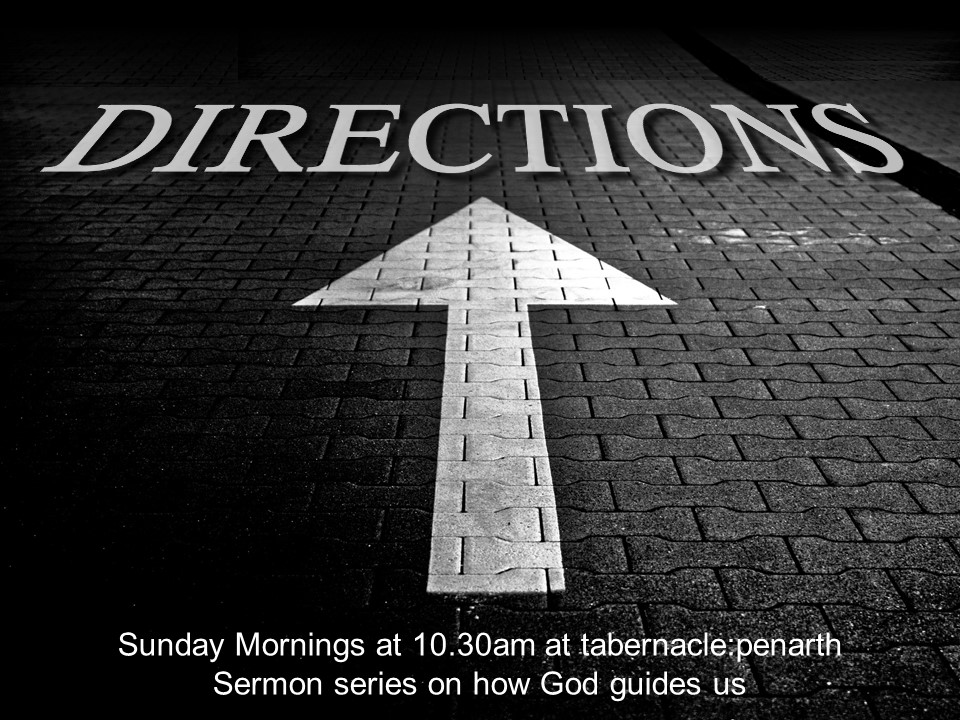 DIRECTIONS
Sunday Mornings at 10.30am at tabernacle:penarth
Sermon series on how God guides us